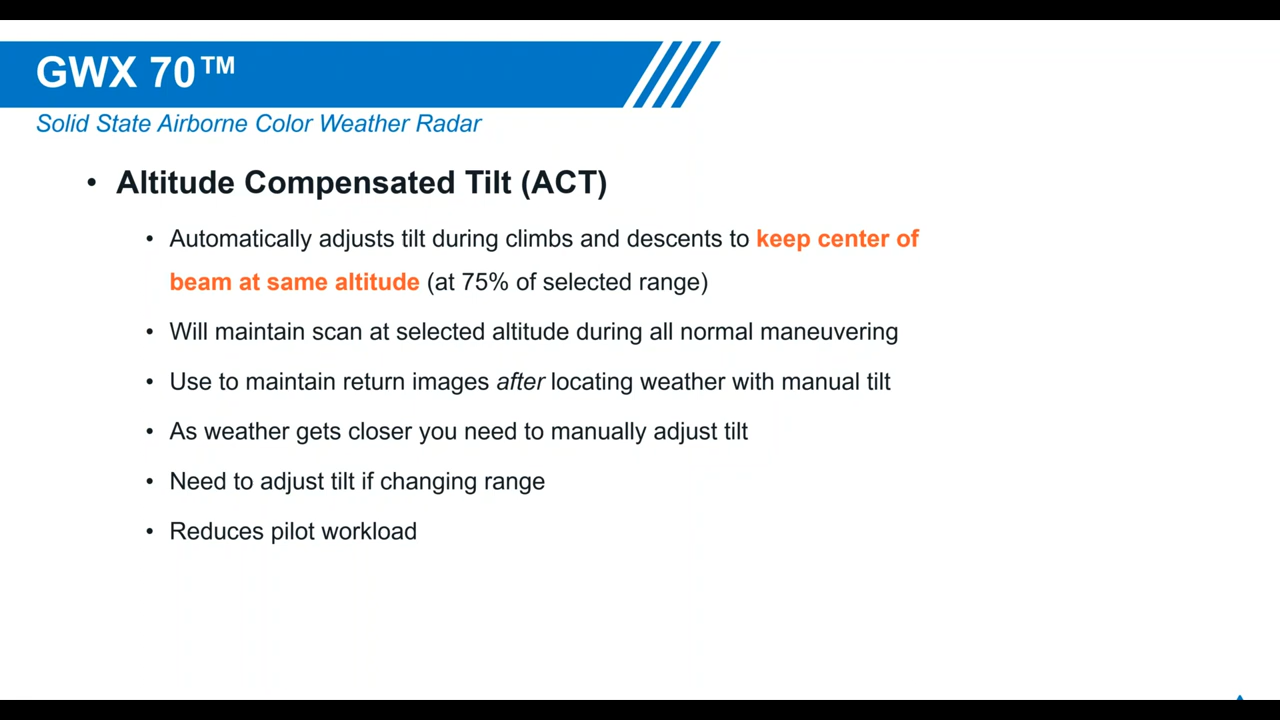 GWX 70™
Solid State Airborne Color Weather Radar
• Altitude Compensated Tilt (ACT)
• Automatically adjusts tilt during climbs and descents to keep center of
beam at same altitude (at 75% of selected range)
• Will maintain scan at selected altitude during all normal maneuvering
• Use to maintain return images after locating weather with manual tilt
• As weather gets closer you need to manually adjust tilt
• Need to adjust tilt if changing range
• Reduces pilot workload